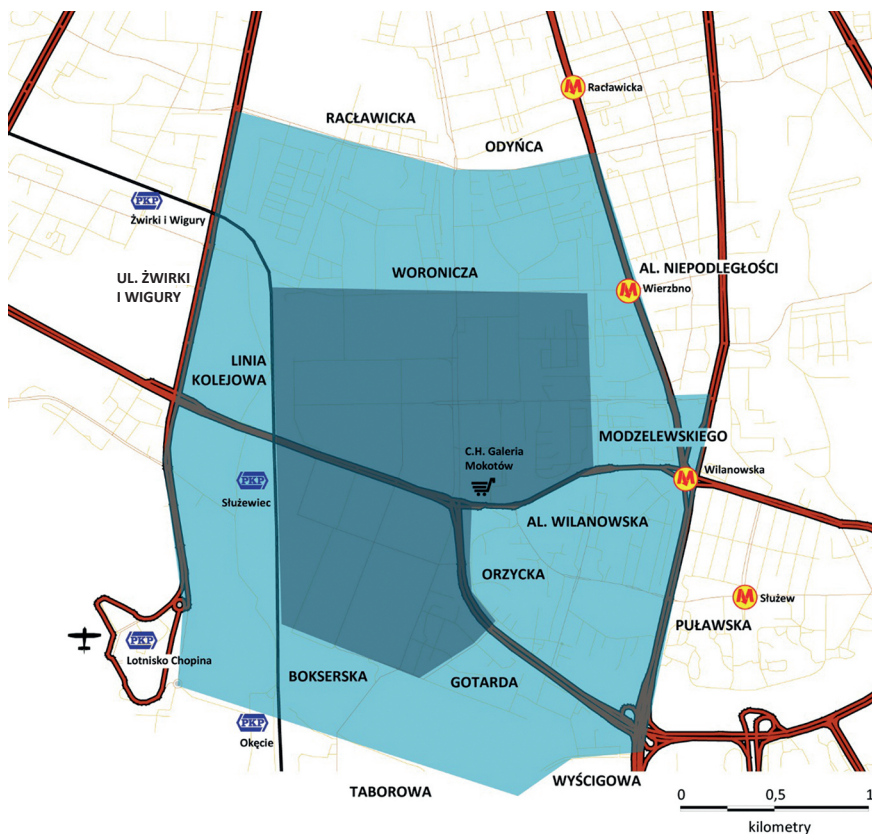 M
Racławicka
RACŁAWICKA
ODYŃCA
PKP
Żwirki i Wigury
UL. ŻWIRKI
I WIGURY
WORONICZA
AL. NIEPODLEGŁOŚCI
M
Wierzbno
LINIA
KOLEJOWA
MODZELEWSKIEGO
C.H. Galeria
Mokotów
M
Wilanowska
PKP
Służewiec
AL. WILANOWSKA
ORZYCKA
M
Służew
PUŁAWSKA
PKP
Lotnisko Chopina
BOKSERSKA
GOTARDA
PKP
Okęcie
TABOROWA
WYŚCIGOWA
0 0,5 1
kilometry